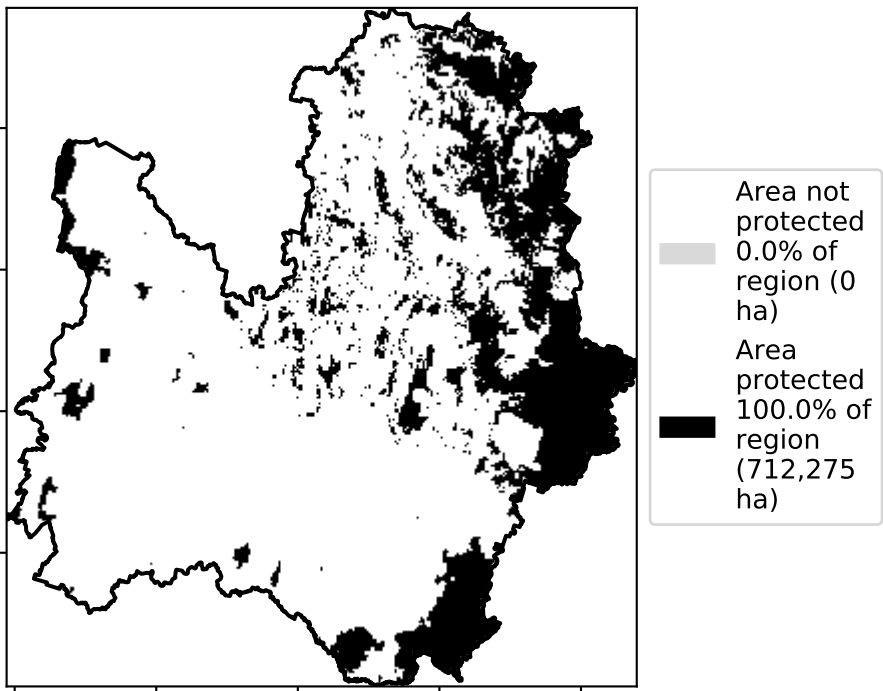 Area not
protected
0.0% of
region (0
ha)
Area
protected
100.0% of
region
(712,275
ha)